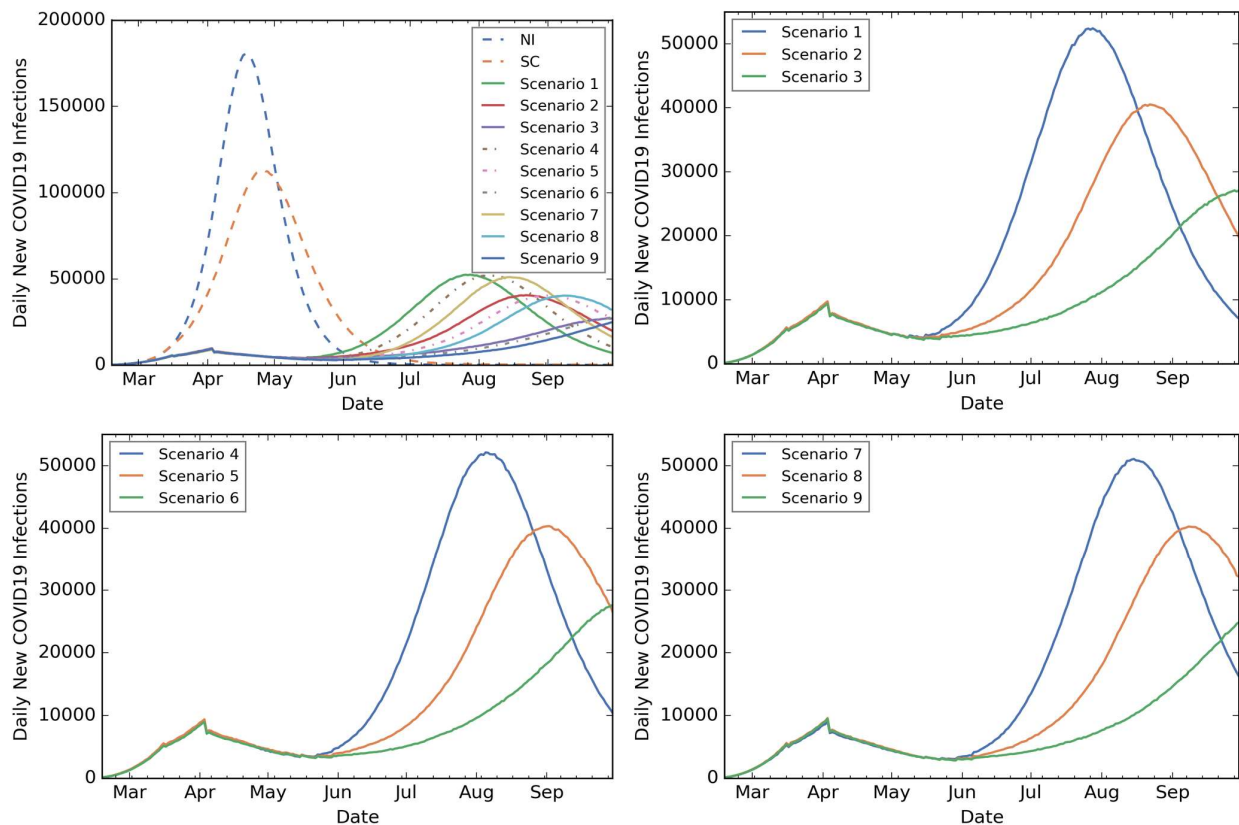 200000
150000
100000
50000
0
Daily New COVID19 Infections
NI
SC
Scenario 1
Scenario 2
Scenario 3
Scenario 4
Scenario 5
Scenario 6
Scenario 7
Scenario 8
Scenario 9
Mar Apr May Jun Jul Aug Sep
Date
50000
40000
30000
20000
10000
0
Daily New COVID19 Infections
Scenario 1
Scenario 2
Scenario 3
Mar Apr May Jun Jul Aug Sep
Date
50000
40000
30000
20000
10000
0
Daily New COVID19 Infections
Scenario 4
Scenario 5
Scenario 6
Mar Apr May Jun Jul Aug Sep
Date
50000
40000
30000
20000
10000
0
Daily New COVID19 Infections
Scenario 7
Scenario 8
Scenario 9
Mar Apr May Jun Jul Aug Sep
Date